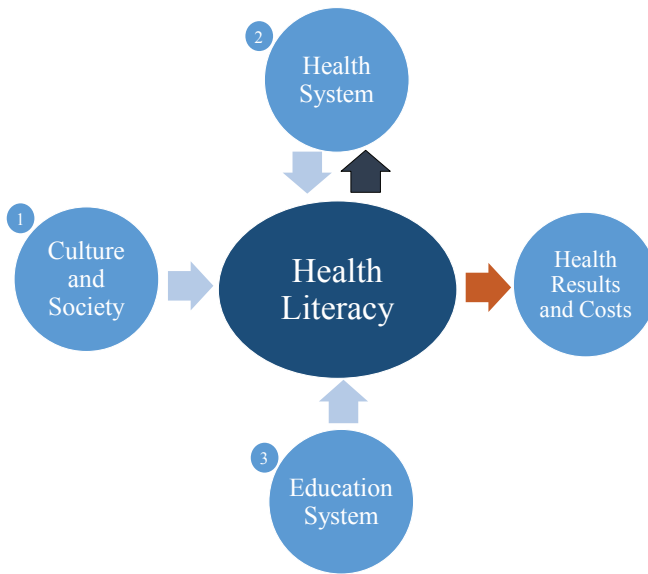 2
Health
System
1
Culture
and
Society
Health
Literacy
Health
Results
and Costs
3
Education
System